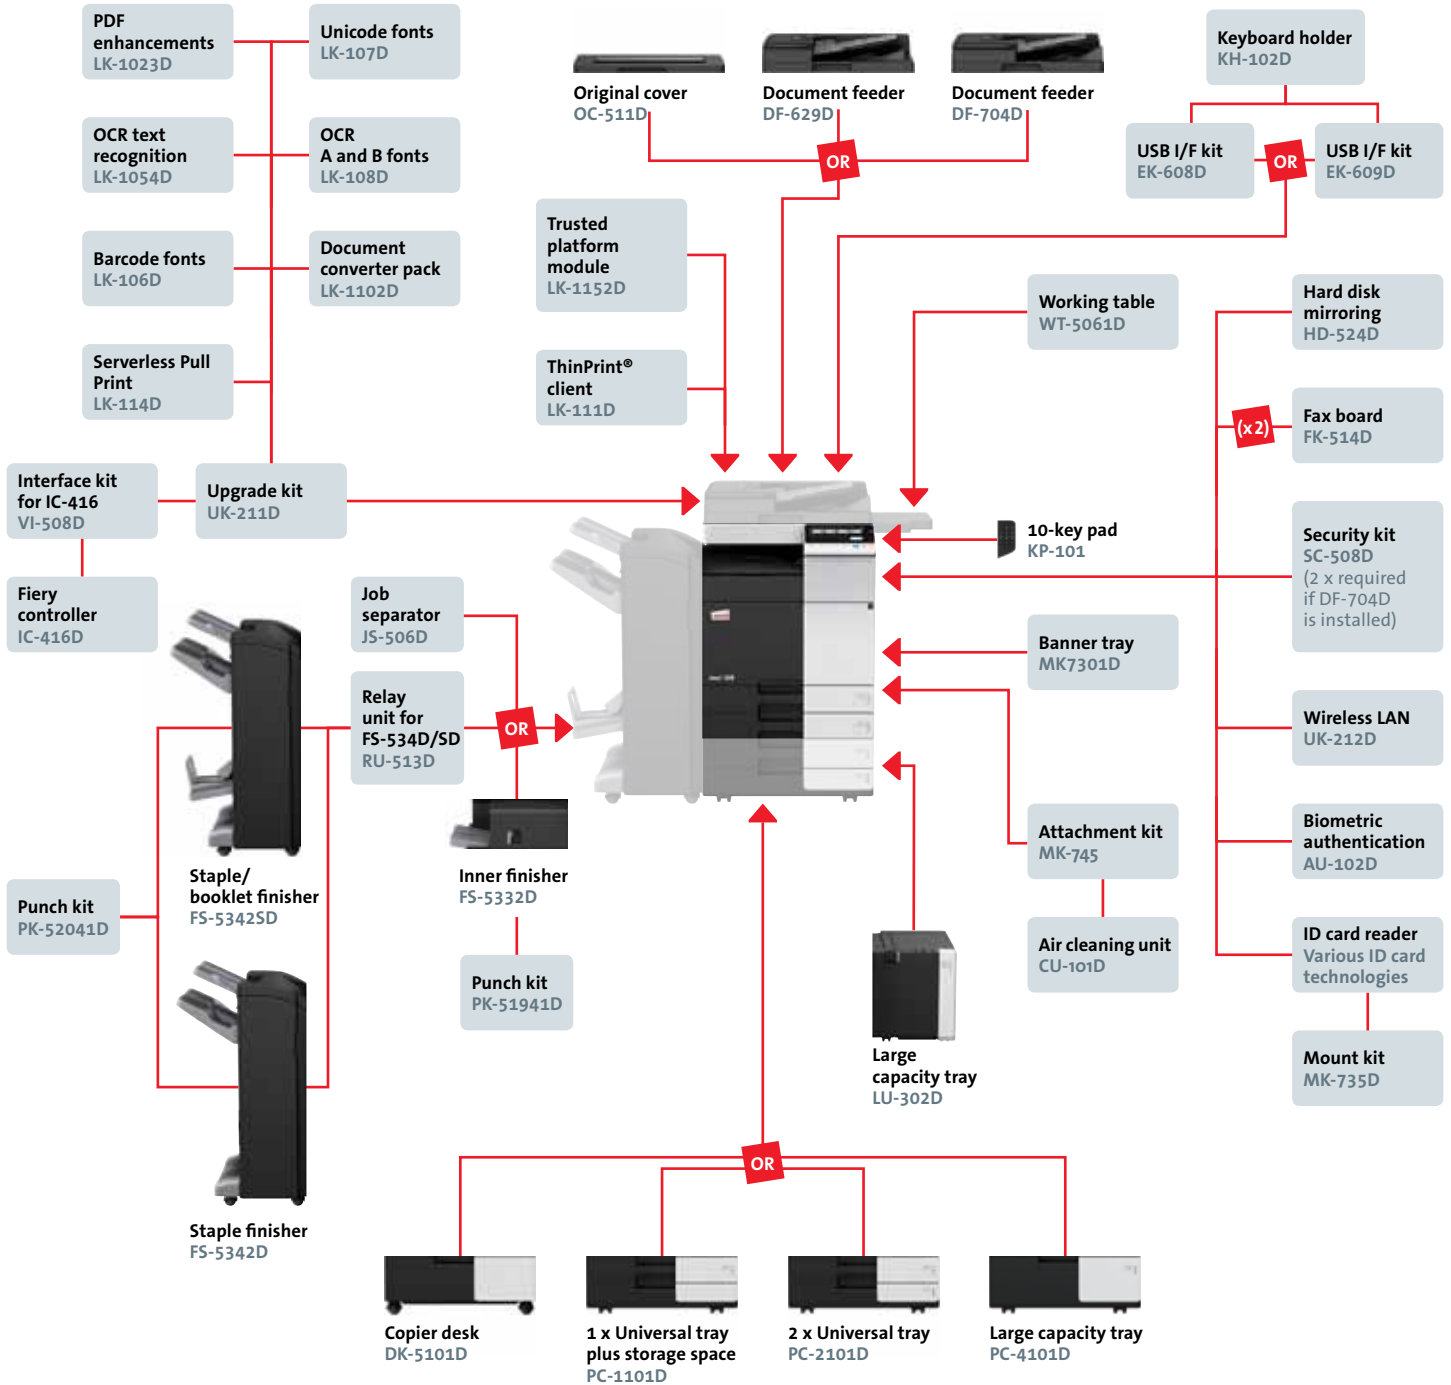 PDF
enhancements
LK-1023D
Unicode fonts
LK-107D
OCR text
recognition
LK-1054D
OCR
A and B fonts
LK-108D
Barcode fonts
LK-106D
Document
converter pack
LK-1102D
Serverless Pull
Print
LK-114D
Original cover
OC-511D
Document feeder
DF-629D
Document feeder
DF-704D
OR
Keyboard holder
KH-102D
USB I/F kit
EK-608D
OR
USB I/F kit
EK-609D
Trusted
platform
module
LK-1152D
ThinPrint®
client
LK-111D
Working table
WT-5061D
Hard disk
mirroring
HD-524D
(x2)
Fax board
FK-514D
Interface kit
for IC-416
VI-508D
Upgrade kit
UK-211D
10-key pad
KP-101
Security kit
SC-508D
(2 x required
if DF-704D
is installed)
Fiery
controller
IC-416D
Job
separator
JS-506D
Relay
unit for
FS-534D/SD
RU-513D
OR
Banner tray
MK7301D
Wireless LAN
UK-212D
Attachment kit
MK-745
Biometric
authentication
AU-102D
Staple/
booklet finisher
FS-5342SD
Inner finisher
FS-5332D
Punch kit
PK-52041D
Punch kit
PK-51941D
Air cleaning unit
CU-101D
ID card reader
Various ID card
technologies
Large
capacity tray
LU-302D
Mount kit
MK-735D
Staple finisher
FS-5342D
OR
Copier desk
DK-5101D
1 x Universal tray
plus storage space
PC-1101D
2 x Universal tray
PC-2101D
Large capacity tray
PC-4101D